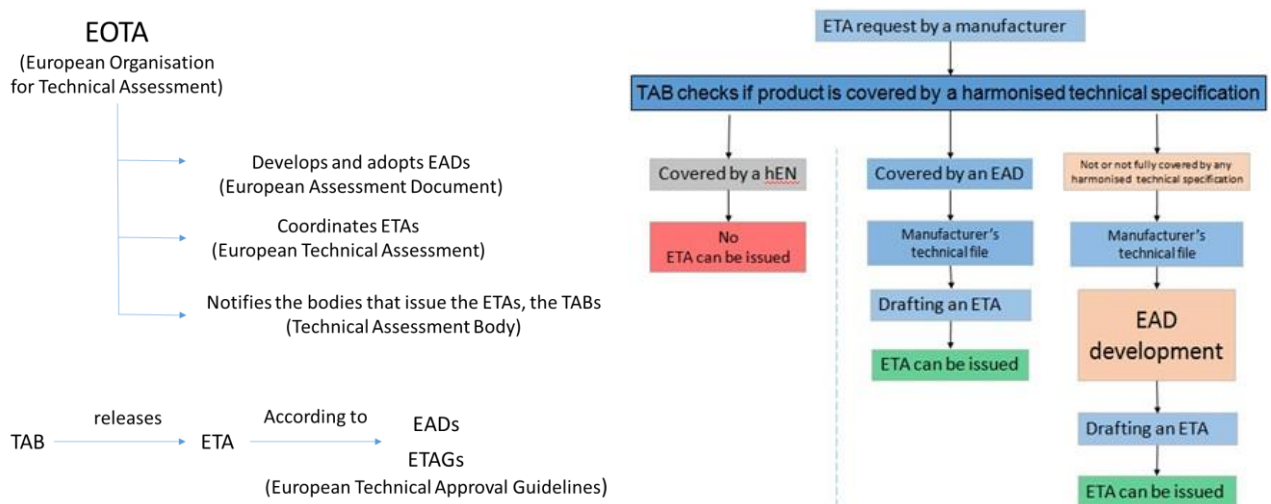 EOTA
(European Organisation
for Technical Assessment)
Develops and adopts EADs
(European Assessment Document)
Coordinates ETAs
(European Technical Assessment)
Notifies the bodies that issue the ETAs, the TABs
(Technical Assessment Body)
TAB
releases
ETA
According to
EADs
ETAGs
(European Technical Approval Guidelines)
ETA request by a manufacturer
TAB checks if product is covered by a harmonised technical specification
Covered by a hEN
No
ETA can be issued
Covered by an EAD
Manufacturer's
technical file
Drafting an ETA
ETA can be issued
Not or not fully covered by any
harmonised technical specification
Manufacturer's
technical file
EAD
development
Drafting an ETA
ETA can be issued